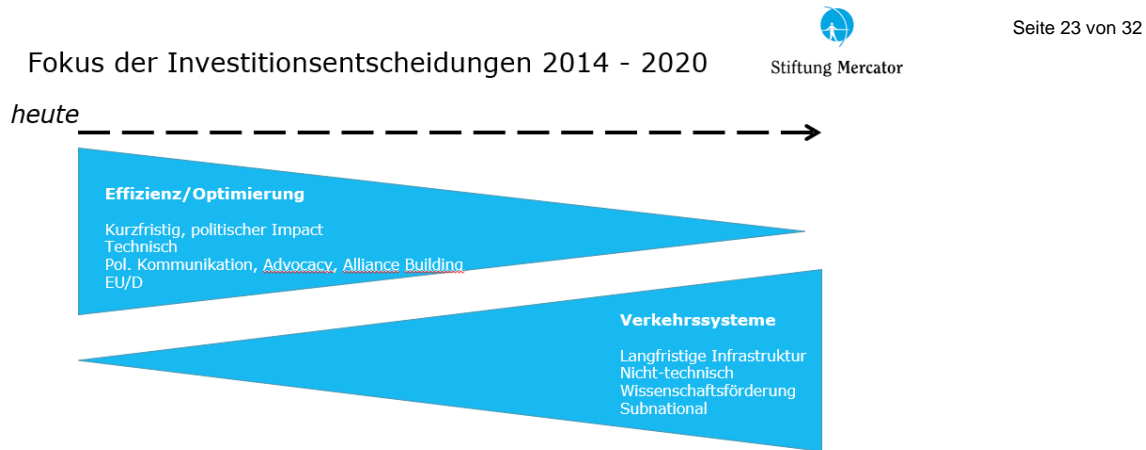 Seite 23 von 32
Fokus der Investitionsentscheidungen 2014 - 2020
Stiftung Mercator
heute
Effizienz/Optimierung
Kurzfristig, politischer Impact
Technisch
Pol. Kommunikation, Advocacy, Alliance Building
EU/D
Verkehrssysteme
Langfristige Infrastruktur
Nicht-technisch
Wissenschaftsförderung
Subnational